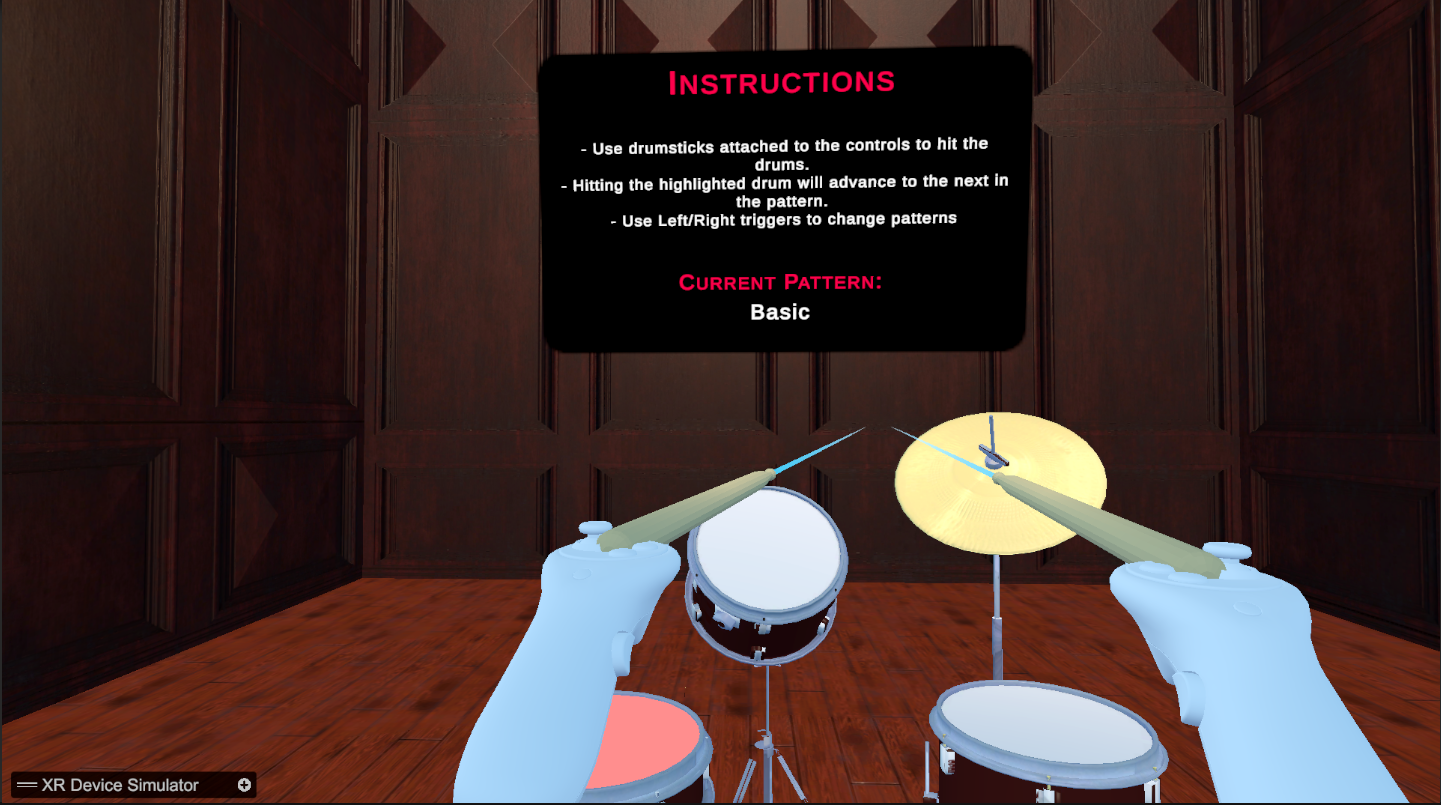 INSTRUCTIONS
- Use drumsticks attached to the controls to hit the
drums.
- Hitting the highlighted drum will advance to the next in
the pattern.
- Use Left/Right triggers to change patterns
CURRENT PATTERN:
Basic
XR Device Simulator